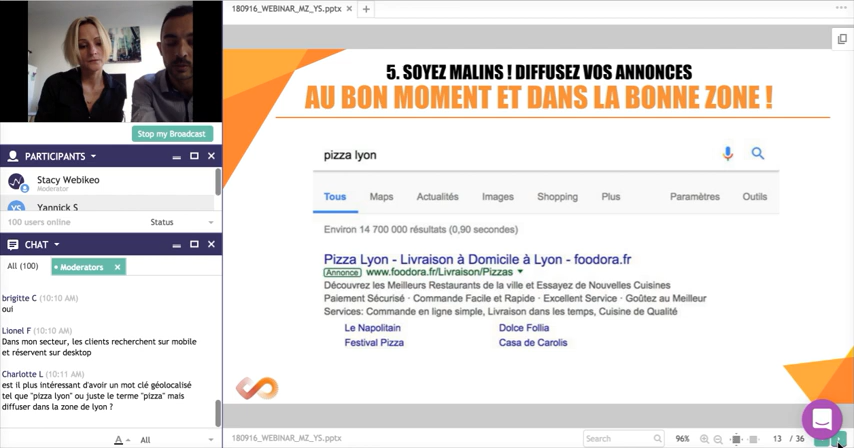 180916_WEBINAR_MZ_YS.pptx × +
Stop my Broadcast
PARTICIPANTS
Stacy Webikeo
Moderator
YS Yannick S
100 users online Status
CHAT
All (100) • Moderators ×
brigitte C (10:10 AM)
oui
Lionel F (10:10 AM)
Dans mon secteur, les clients recherchent sur mobile
et réservent sur desktop
Charlotte L (10:11 AM)
est il plus intéressant d'avoir un mot clé géolocalisé
tel que "pizza lyon" ou juste le terme "pizza" mais
diffuser dans la zone de lyon ?
A All
5. SOYEZ MALINS ! DIFFUSEZ VOS ANNONCES
AU BON MOMENT ET DANS LA BONNE ZONE !
pizza lyon
Tous Maps Actualités Images Shopping Plus Paramètres Outils
Environ 14 700 000 résultats (0,90 secondes)
Pizza Lyon - Livraison à Domicile à Lyon - foodora.fr
Annonce www.foodora.fr/Livraison/Pizzas
Découvrez les Meilleurs Restaurants de la ville et Essayez de Nouvelles Cuisines
Paiement Sécurisé · Commande Facile et Rapide · Excellent Service · Goûtez au Meilleur
Services: Commande en ligne simple, Livraison dans les temps, Cuisine de Qualité
Le Napolitain Dolce Follia
Festival Pizza Casa de Carolis
180916_WEBINAR_MZ_YS.pptx Search 96% 13 / 36